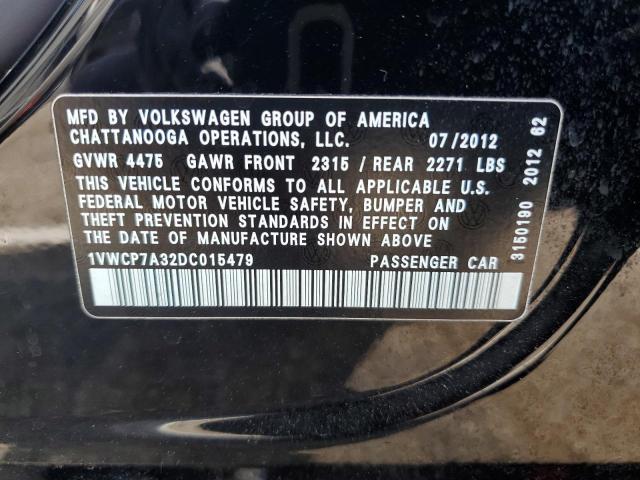 MFD BY VOLKSWAGEN GROUP OF AMERICA
CHATTANOOGA OPERATIONS, LLC. 07/2012
GVWR 4475 GAWR FRONT 2315 / REAR 2271 LBS
THIS VEHICLE CONFORMS TO ALL APPLICABLE U.S.
FEDERAL MOTOR VEHICLE SAFETY, BUMPER AND
THEFT PREVENTION STANDARDS IN EFFECT ON
THE DATE OF MANUFACTURE SHOWN ABOVE
1VWCP7A32DC015479 PASSENGER CAR
3150190 2012 62